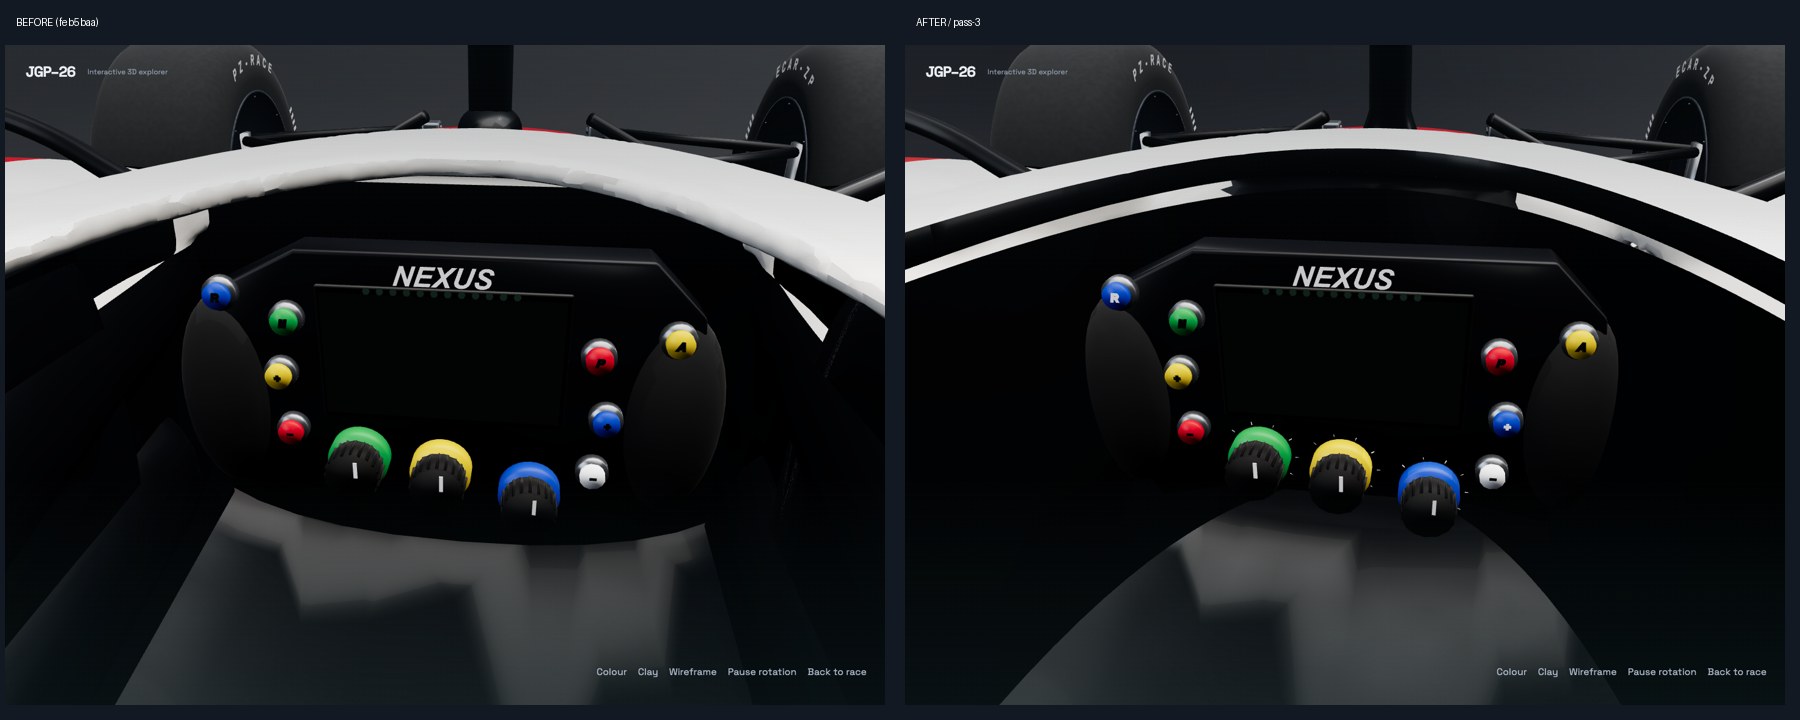 BEFORE (feb5baa)
AFTER / pass-3
JGP-26 Interactive 3D explorer
PZ-RACE
ECAR-ZP
NEXUS
R
A
P
+
-
Colour Clay Wireframe Pause rotation Back to race
JGP-26 Interactive 3D explorer
PZ-RACE
ECAR-ZP
NEXUS
R
A
P
+
+
-
Colour Clay Wireframe Pause rotation Back to race